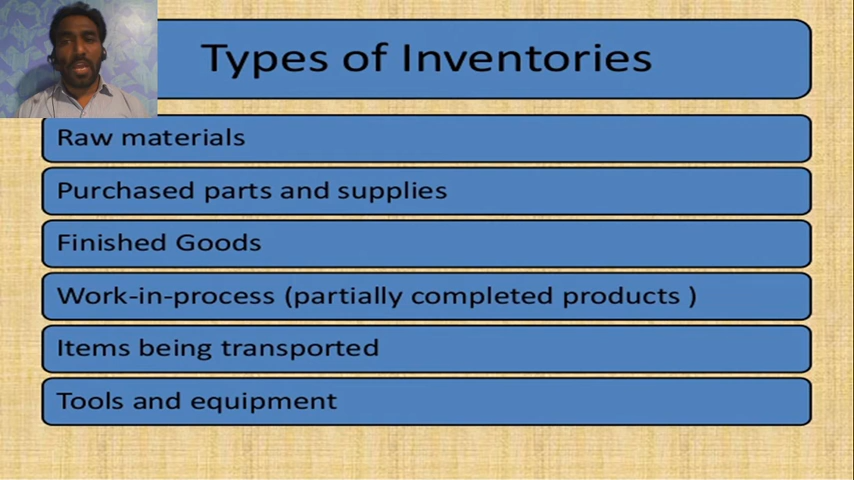 Types of Inventories
Raw materials
Purchased parts and supplies
Finished Goods
Work-in-process (partially completed products )
Items being transported
Tools and equipment